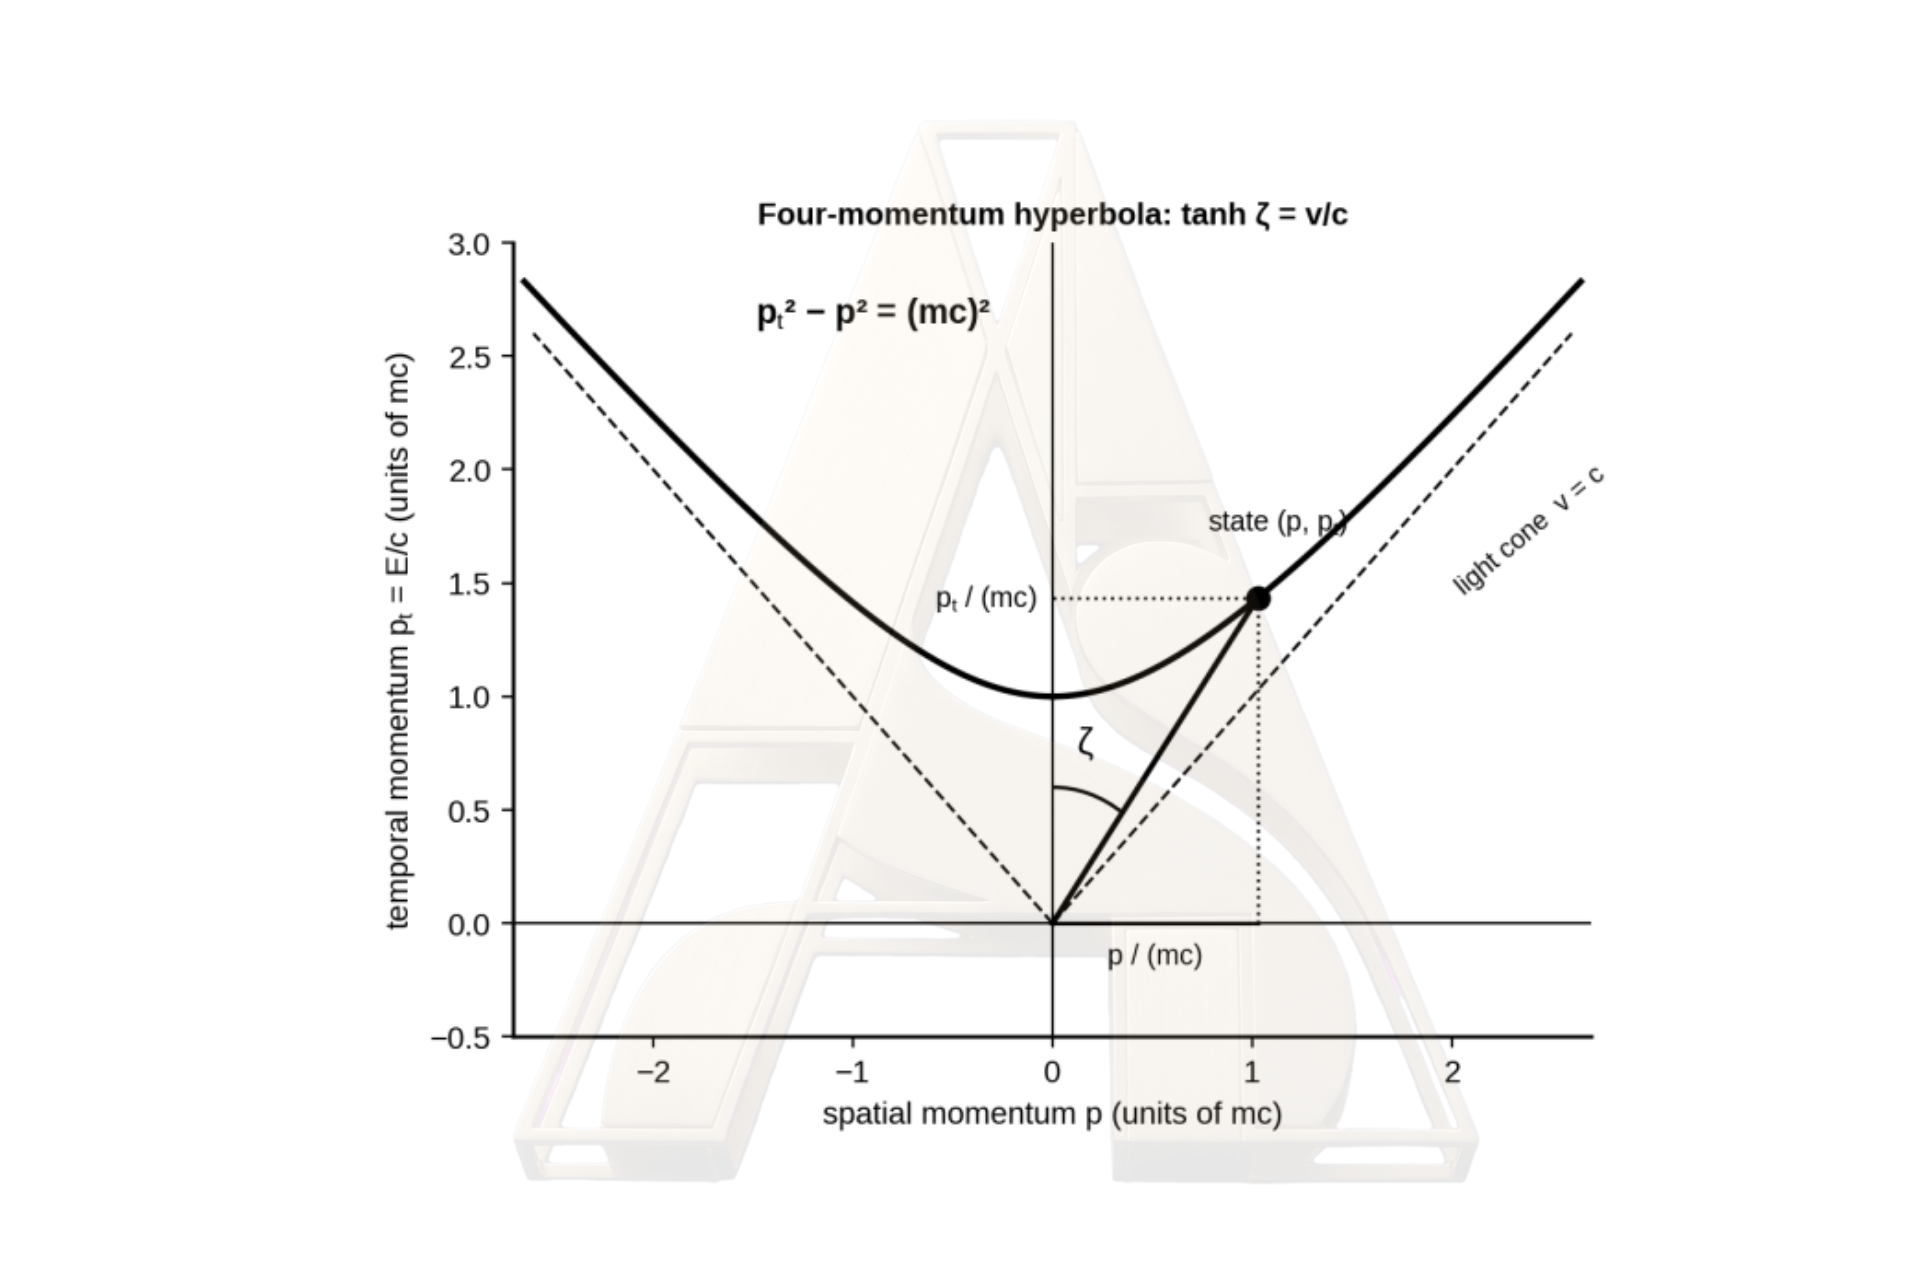 Four-momentum hyperbola: tanh ζ = v/c
pₜ² − p² = (mc)²
3.0
2.5
2.0
1.5
1.0
0.5
0.0
−0.5
temporal momentum pₜ = E/c (units of mc)
state (p, pₜ)
light cone v = c
pₜ / (mc)
ζ
p / (mc)
−2 −1 0 1 2
spatial momentum p (units of mc)